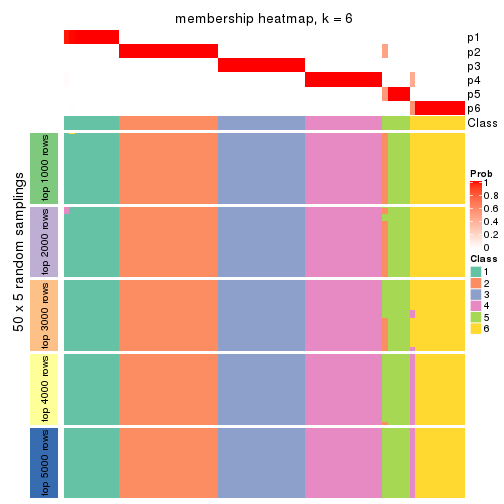 membership heatmap, k = 6
p1
p2
p3
p4
p5
p6
Class
50 x 5 random samplings
top 1000 rows
top 2000 rows
top 3000 rows
top 4000 rows
top 5000 rows
Prob
1
0.8
0.6
0.4
0.2
0
Class
1
2
3
4
5
6